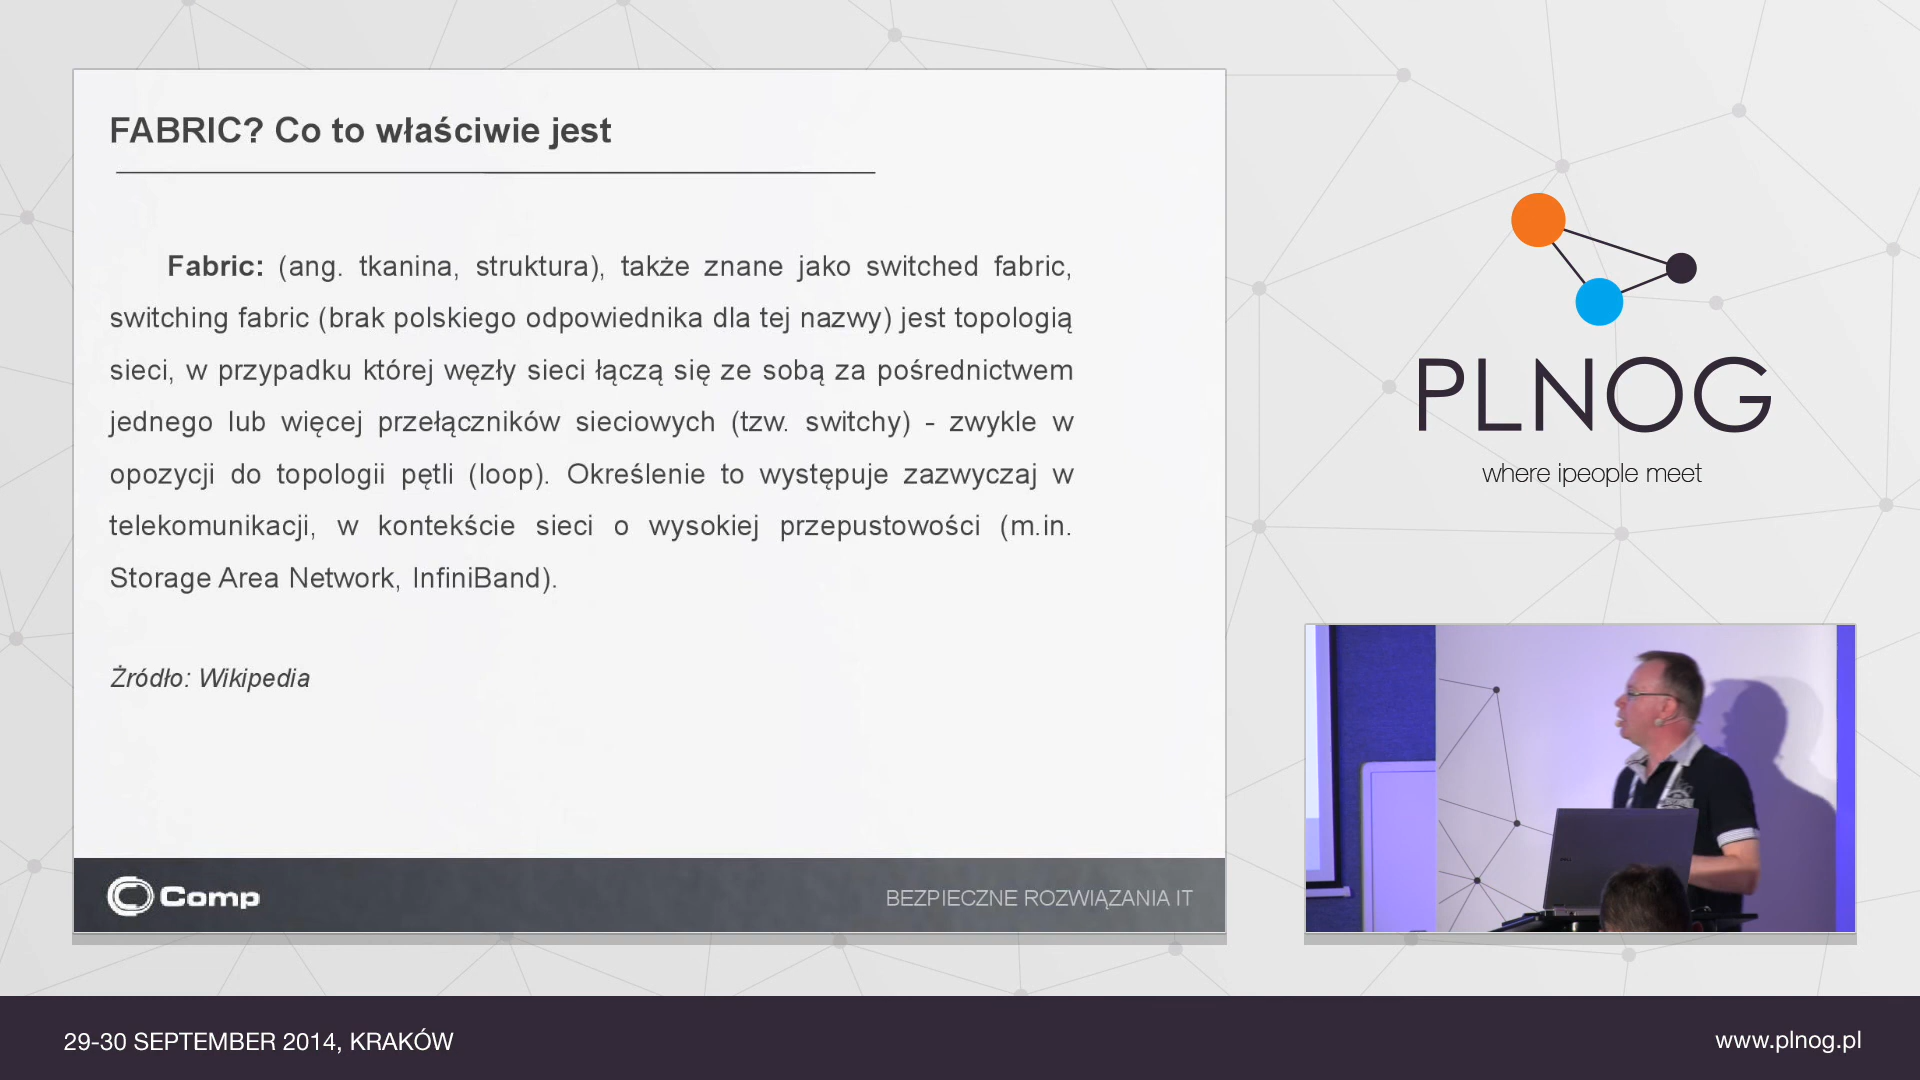 FABRIC? Co to właściwie jest
Fabric: (ang. tkanina, struktura), także znane jako switched fabric,
switching fabric (brak polskiego odpowiednika dla tej nazwy) jest topologią
sieci, w przypadku której węzły sieci łączą się ze sobą za pośrednictwem
jednego lub więcej przełączników sieciowych (tzw. switchy) - zwykle w
opozycji do topologii pętli (loop). Określenie to występuje zazwyczaj w
telekomunikacji, w kontekście sieci o wysokiej przepustowości (m.in.
Storage Area Network, InfiniBand).
Źródło: Wikipedia
Comp
BEZPIECZNE ROZWIĄZANIA IT
PLNOG
where ipeople meet
29-30 SEPTEMBER 2014, KRAKÓW
www.plnog.pl